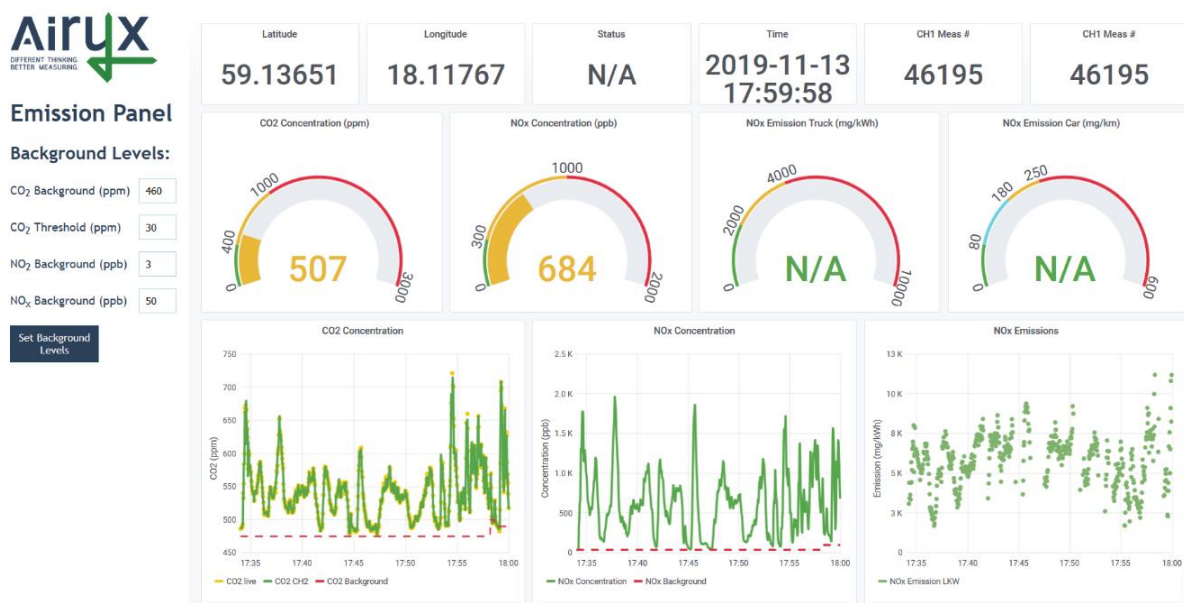 Airyx
DIFFERENT THINKING.
BETTER MEASURING.
Emission Panel
Background Levels:
CO2 Background (ppm) 460
CO2 Threshold (ppm) 30
NO2 Background (ppb) 3
NOx Background (ppb) 50
Set Background
Levels
Latitude
59.13651
Longitude
18.11767
Status
N/A
Time
2019-11-13
17:59:58
CH1 Meas #
46195
CH1 Meas #
46195
CO2 Concentration (ppm)
0 400 1000 3000
507
NOx Concentration (ppb)
0 300 1000 2000
684
NOx Emission Truck (mg/kWh)
0 2000 4000 10000
N/A
NOx Emission Car (mg/km)
0 80 180 250 600
N/A
CO2 Concentration
CO2 (ppm)
750
700
650
600
550
500
450
17:35 17:40 17:45 17:50 17:55 18:00
CO2 live CO2 CH2 CO2 Background
NOx Concentration
Concentration (ppb)
2.5 K
2.0 K
1.5 K
1.0 K
500
0
17:35 17:40 17:45 17:50 17:55 18:00
NOx Concentration NOx Background
NOx Emissions
Emission (mg/kWh)
13 K
10 K
8 K
5 K
3 K
0
17:35 17:40 17:45 17:50 17:55 18:00
NOx Emission LKW